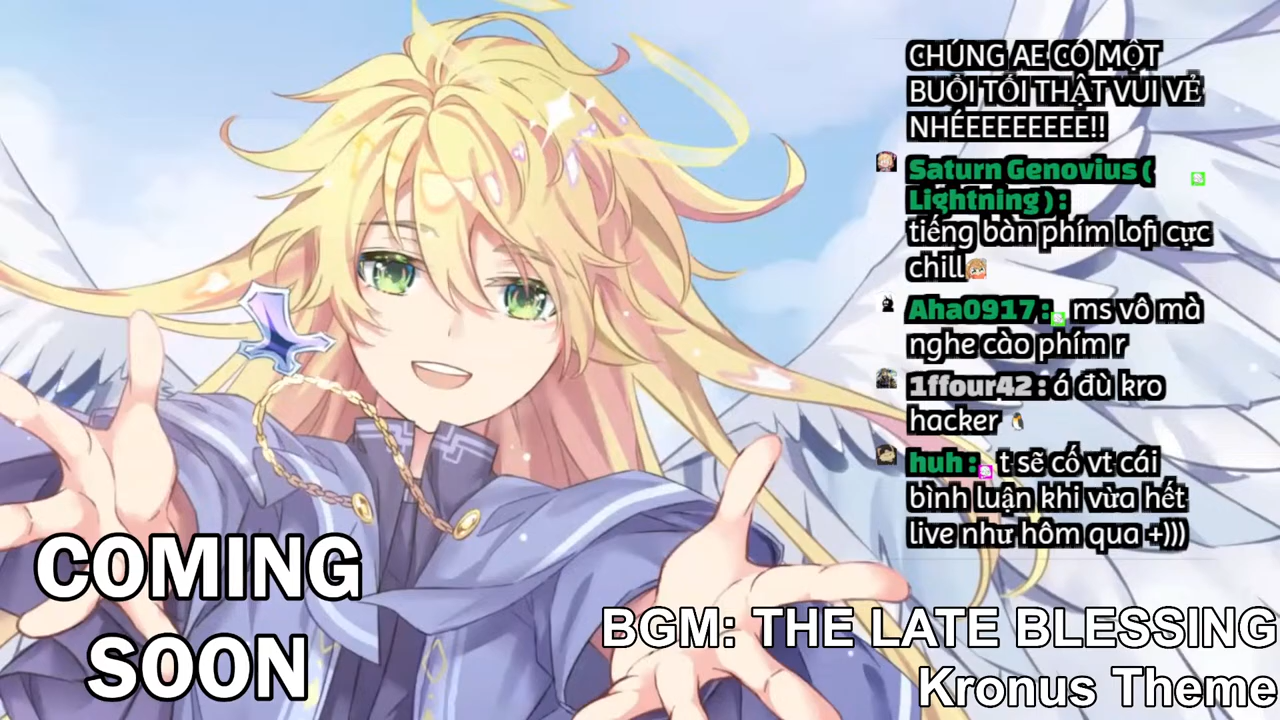 CHÚNG AE CÓ MỘT
BUỔI TỐI THẬT VUI VẺ
NHÉEEEEEEEEE!!
Saturn Genovius (
Lightning ) :
tiếng bàn phím lofi cực
chill
Aha0917 : ms vô mà
nghe cào phím r
1ffour42 : á đù kro
hacker
huh : t sẽ cố vt cái
bình luận khi vừa hết
live như hôm qua +)))
COMING
SOON
BGM: THE LATE BLESSING
Kronus Theme